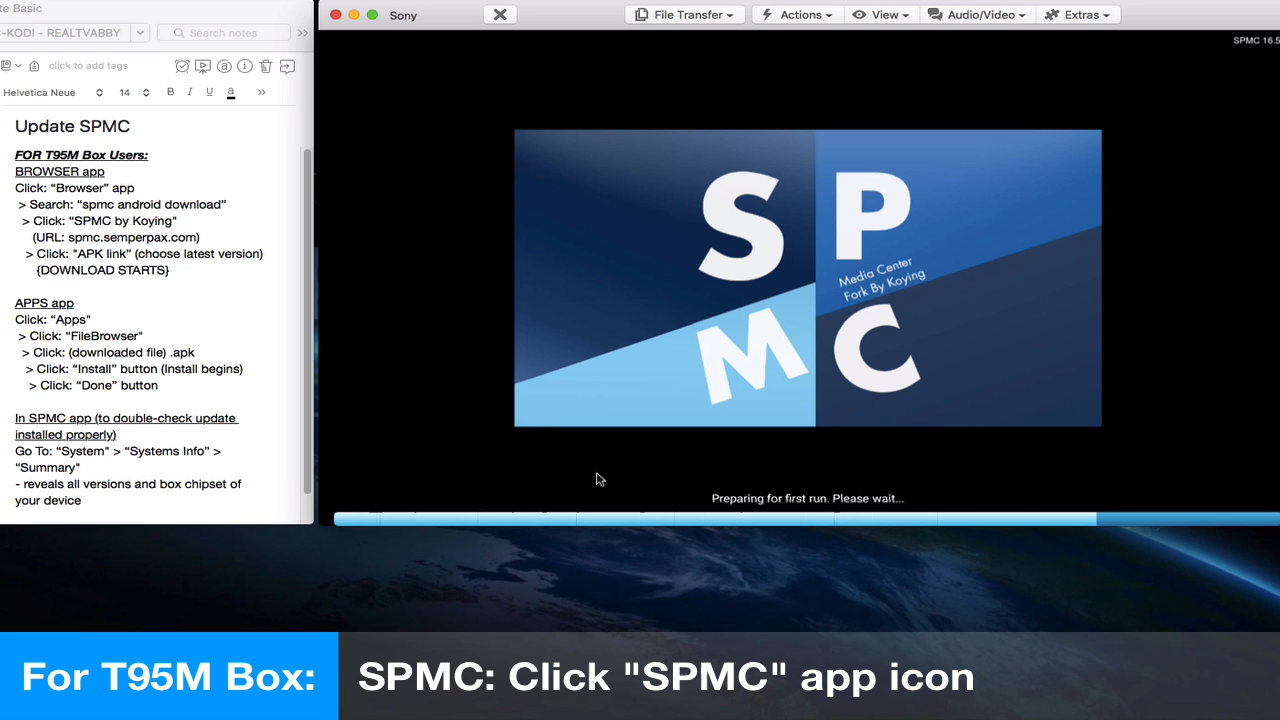 te Basic
-KODI - REALTVABBY
Search notes
click to add tags
Helvetica Neue
14
B I U a
Update SPMC
FOR T95M Box Users:
BROWSER app
Click: “Browser” app
> Search: “spmc android download”
> Click: “SPMC by Koying"
(URL: spmc.semperpax.com)
> Click: “APK link” (choose latest version)
{DOWNLOAD STARTS}
APPS app
Click: “Apps"
> Click: “FileBrowser"
> Click: (downloaded file) .apk
> Click: “Install” button (Install begins)
> Click: “Done” button
In SPMC app (to double-check update
installed properly)
Go To: “System" > “Systems Info” >
“Summary"
- reveals all versions and box chipset of
your device
Sony
File Transfer
Actions
View
Audio/Video
Extras
SPMC 16.5
S P
Media Center
Fork By Koying
M C
Preparing for first run. Please wait...
For T95M Box:
SPMC: Click "SPMC" app icon